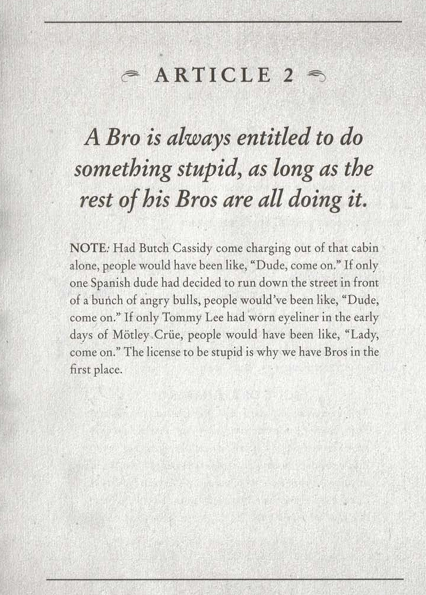 ARTICLE 2
A Bro is always entitled to do
something stupid, as long as the
rest of his Bros are all doing it.
NOTE: Had Butch Cassidy come charging out of that cabin
alone, people would have been like, “Dude, come on.” If only
one Spanish dude had decided to run down the street in front
of a bunch of angry bulls, people would’ve been like, “Dude,
come on.” If only Tommy Lee had worn eyeliner in the early
days of Mötley Crüe, people would have been like, “Lady,
come on.” The license to be stupid is why we have Bros in the
first place.